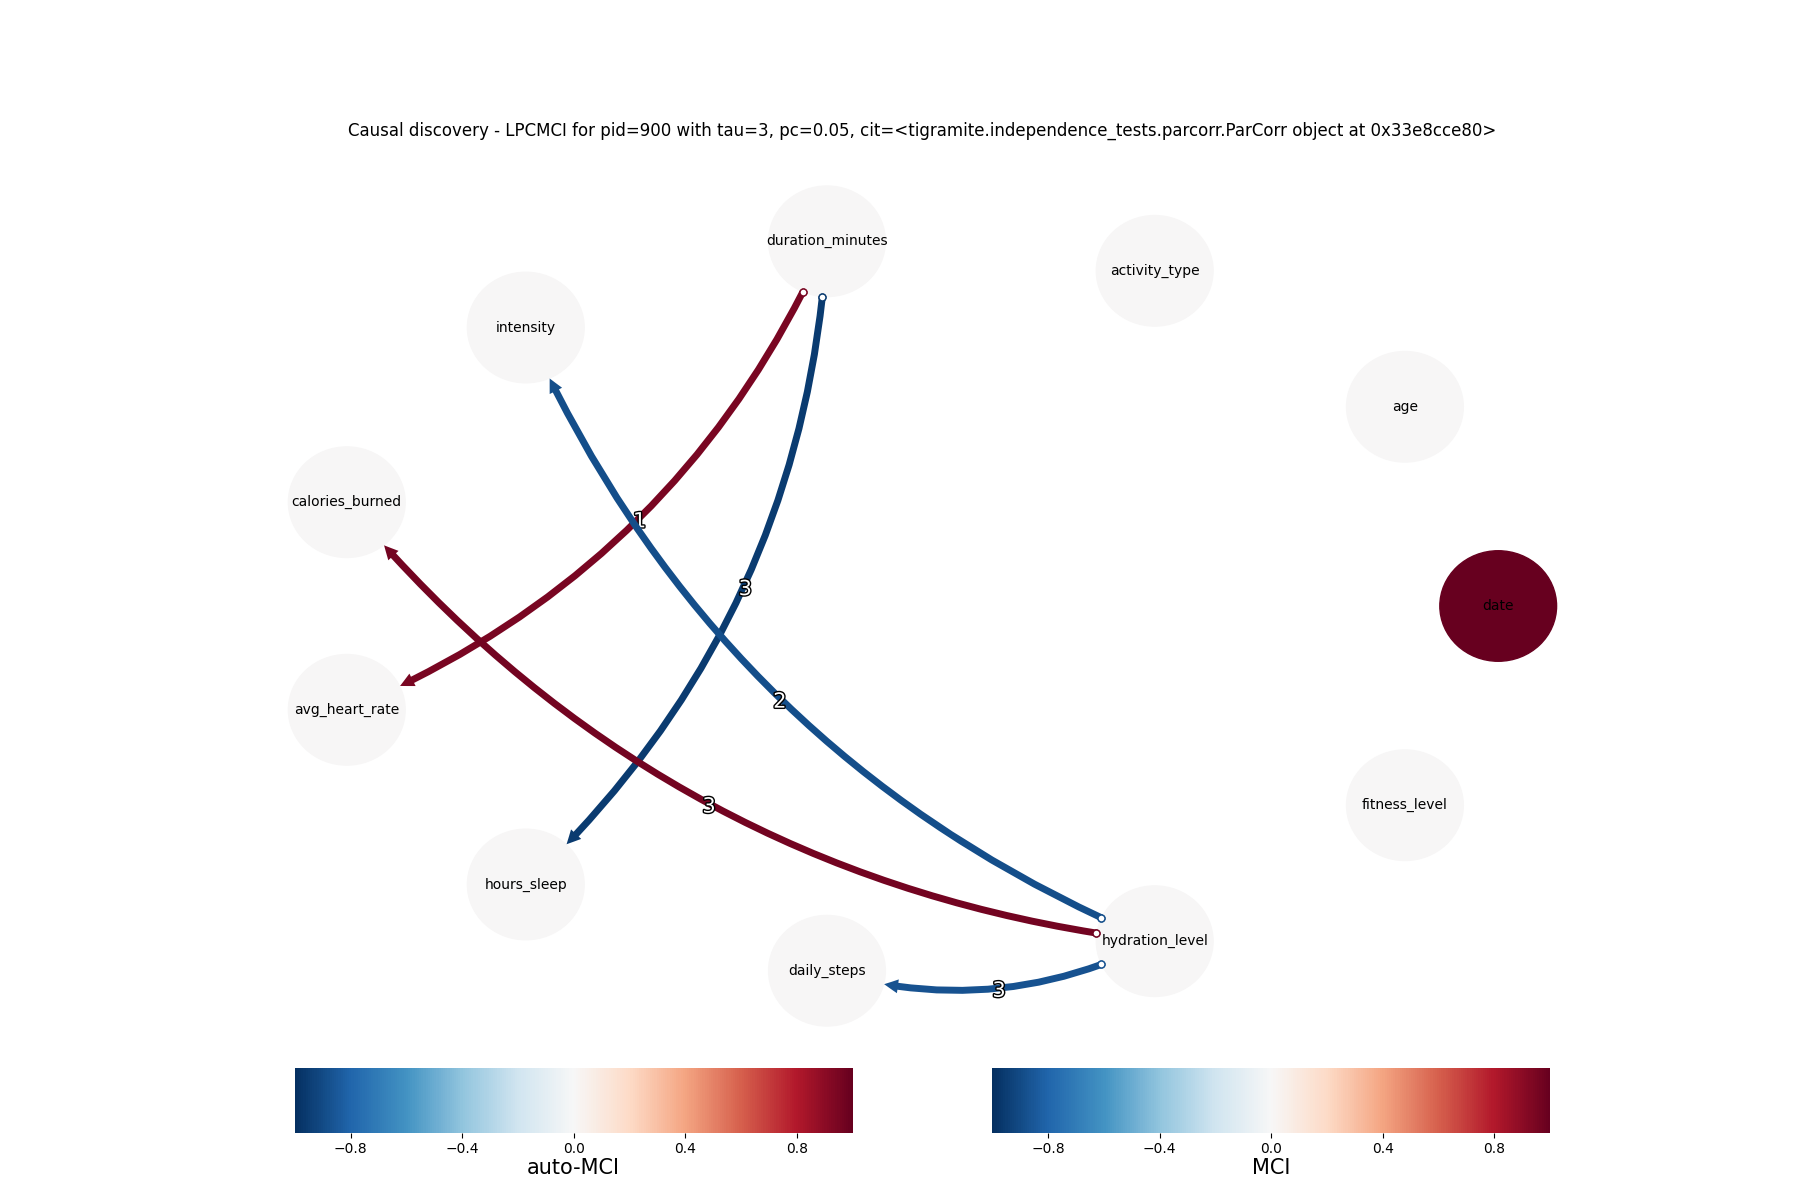 Causal discovery - LPCMCI for pid=900 with tau=3, pc=0.05, cit=<tigramite.independence_tests.parcorr.ParCorr object at 0x33e8cce80>
duration_minutes
activity_type
intensity
age
calories_burned
1
3
date
2
avg_heart_rate
3
fitness_level
hours_sleep
hydration_level
daily_steps
3
−0.8 −0.4 0.0 0.4 0.8
auto-MCI
−0.8 −0.4 0.0 0.4 0.8
MCI